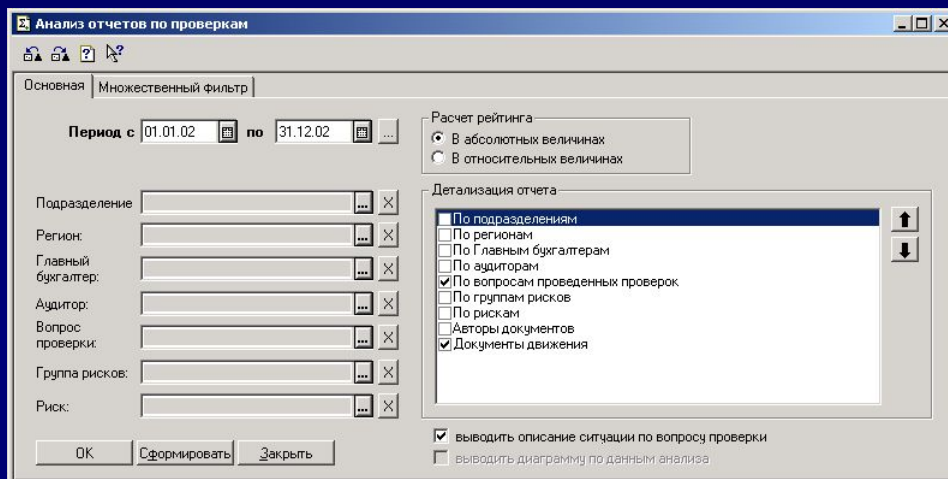 Анализ отчетов по проверкам
Основная
Множественный фильтр
Период с 01.01.02 по 31.12.02 ...
Подразделение ...
Регион: ...
Главный
бухгалтер: ...
Аудитор: ...
Вопрос
проверки: ...
Группа рисков: ...
Риск: ...
ОК
Сформировать
Закрыть
Расчет рейтинга
В абсолютных величинах
В относительных величинах
Детализация отчета
По подразделениям
По регионам
По Главным бухгалтерам
По аудиторам
По вопросам проведенных проверок
По группам рисков
По рискам
Авторы документов
Документы движения
выводить описание ситуации по вопросу проверки
выводить диаграмму по данным анализа